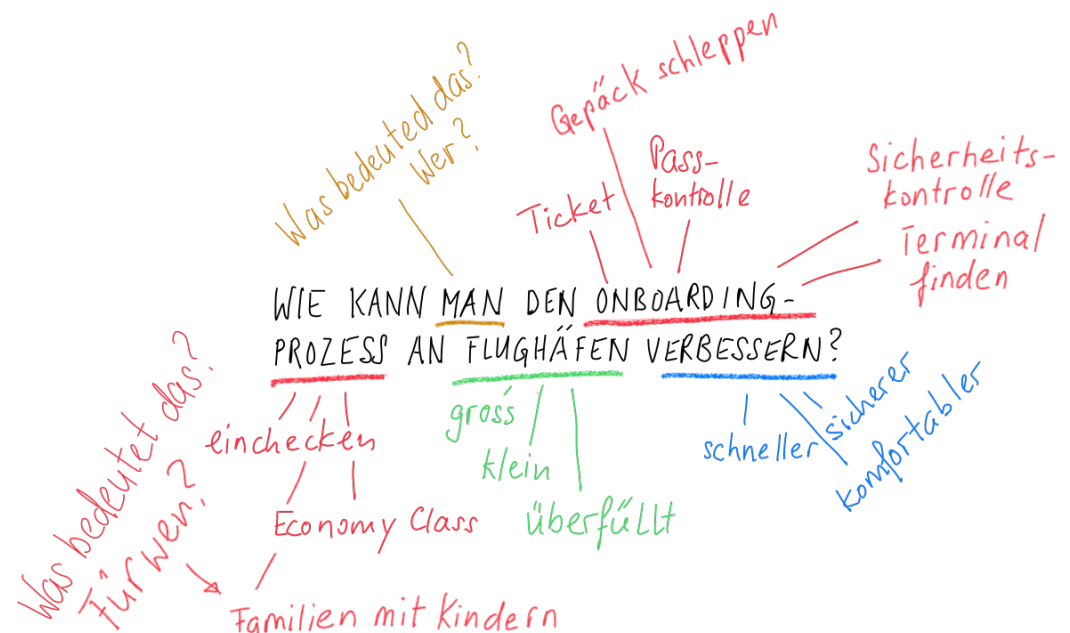 Was bedeuted das?
Wer?
Gepäck schleppen
Ticket
Pass-
kontrolle
Sicherheits-
kontrolle
Terminal
finden
WIE KANN MAN DEN ONBOARDING-
PROZESS AN FLUGHÄFEN VERBESSERN?
Was bedeutet das?
Für wen?
einchecken
Economy Class
Familien mit Kindern
gross
klein
überfüllt
schneller
sicherer
komfortabler